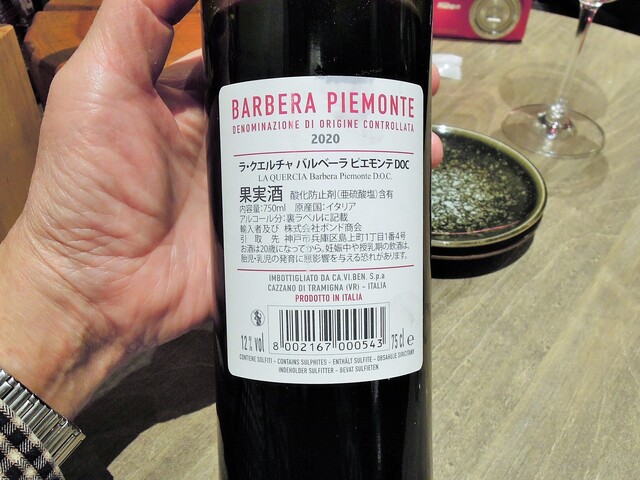 BARBERA PIEMONTE
DENOMINAZIONE DI ORIGINE CONTROLLATA
2020
ラ・クエルチャ バルベーラ ピエモンテ DOC
LA QUERCIA Barbera Piemonte D.O.C.
果実酒 酸化防止剤(亜硫酸塩)含有
内容量:750ml 原産国:イタリア
アルコール分:裏ラベルに記載
輸入者及び 株式会社ボンド商会
引取先 神戸市兵庫区島上町1丁目1番4号
お酒は20歳になってから。妊娠中や授乳期の飲酒は、
胎児・乳児の発育に悪影響を与える恐れがあります。
IMBOTTIGLIATO DA CA.VI.BEN. S.p.a
CAZZANO DI TRAMIGNA (VR) - ITALIA
PRODOTTO IN ITALIA
12% vol
8 002167 000543
75 cl e
CONTIENE SOLFITI - CONTAINS SULPHITES - ENTHÄLT SULFITE - OBSAHUJE SIRICITANY
INDEHOLDER SULFITTER - BEVAT SULFIETEN